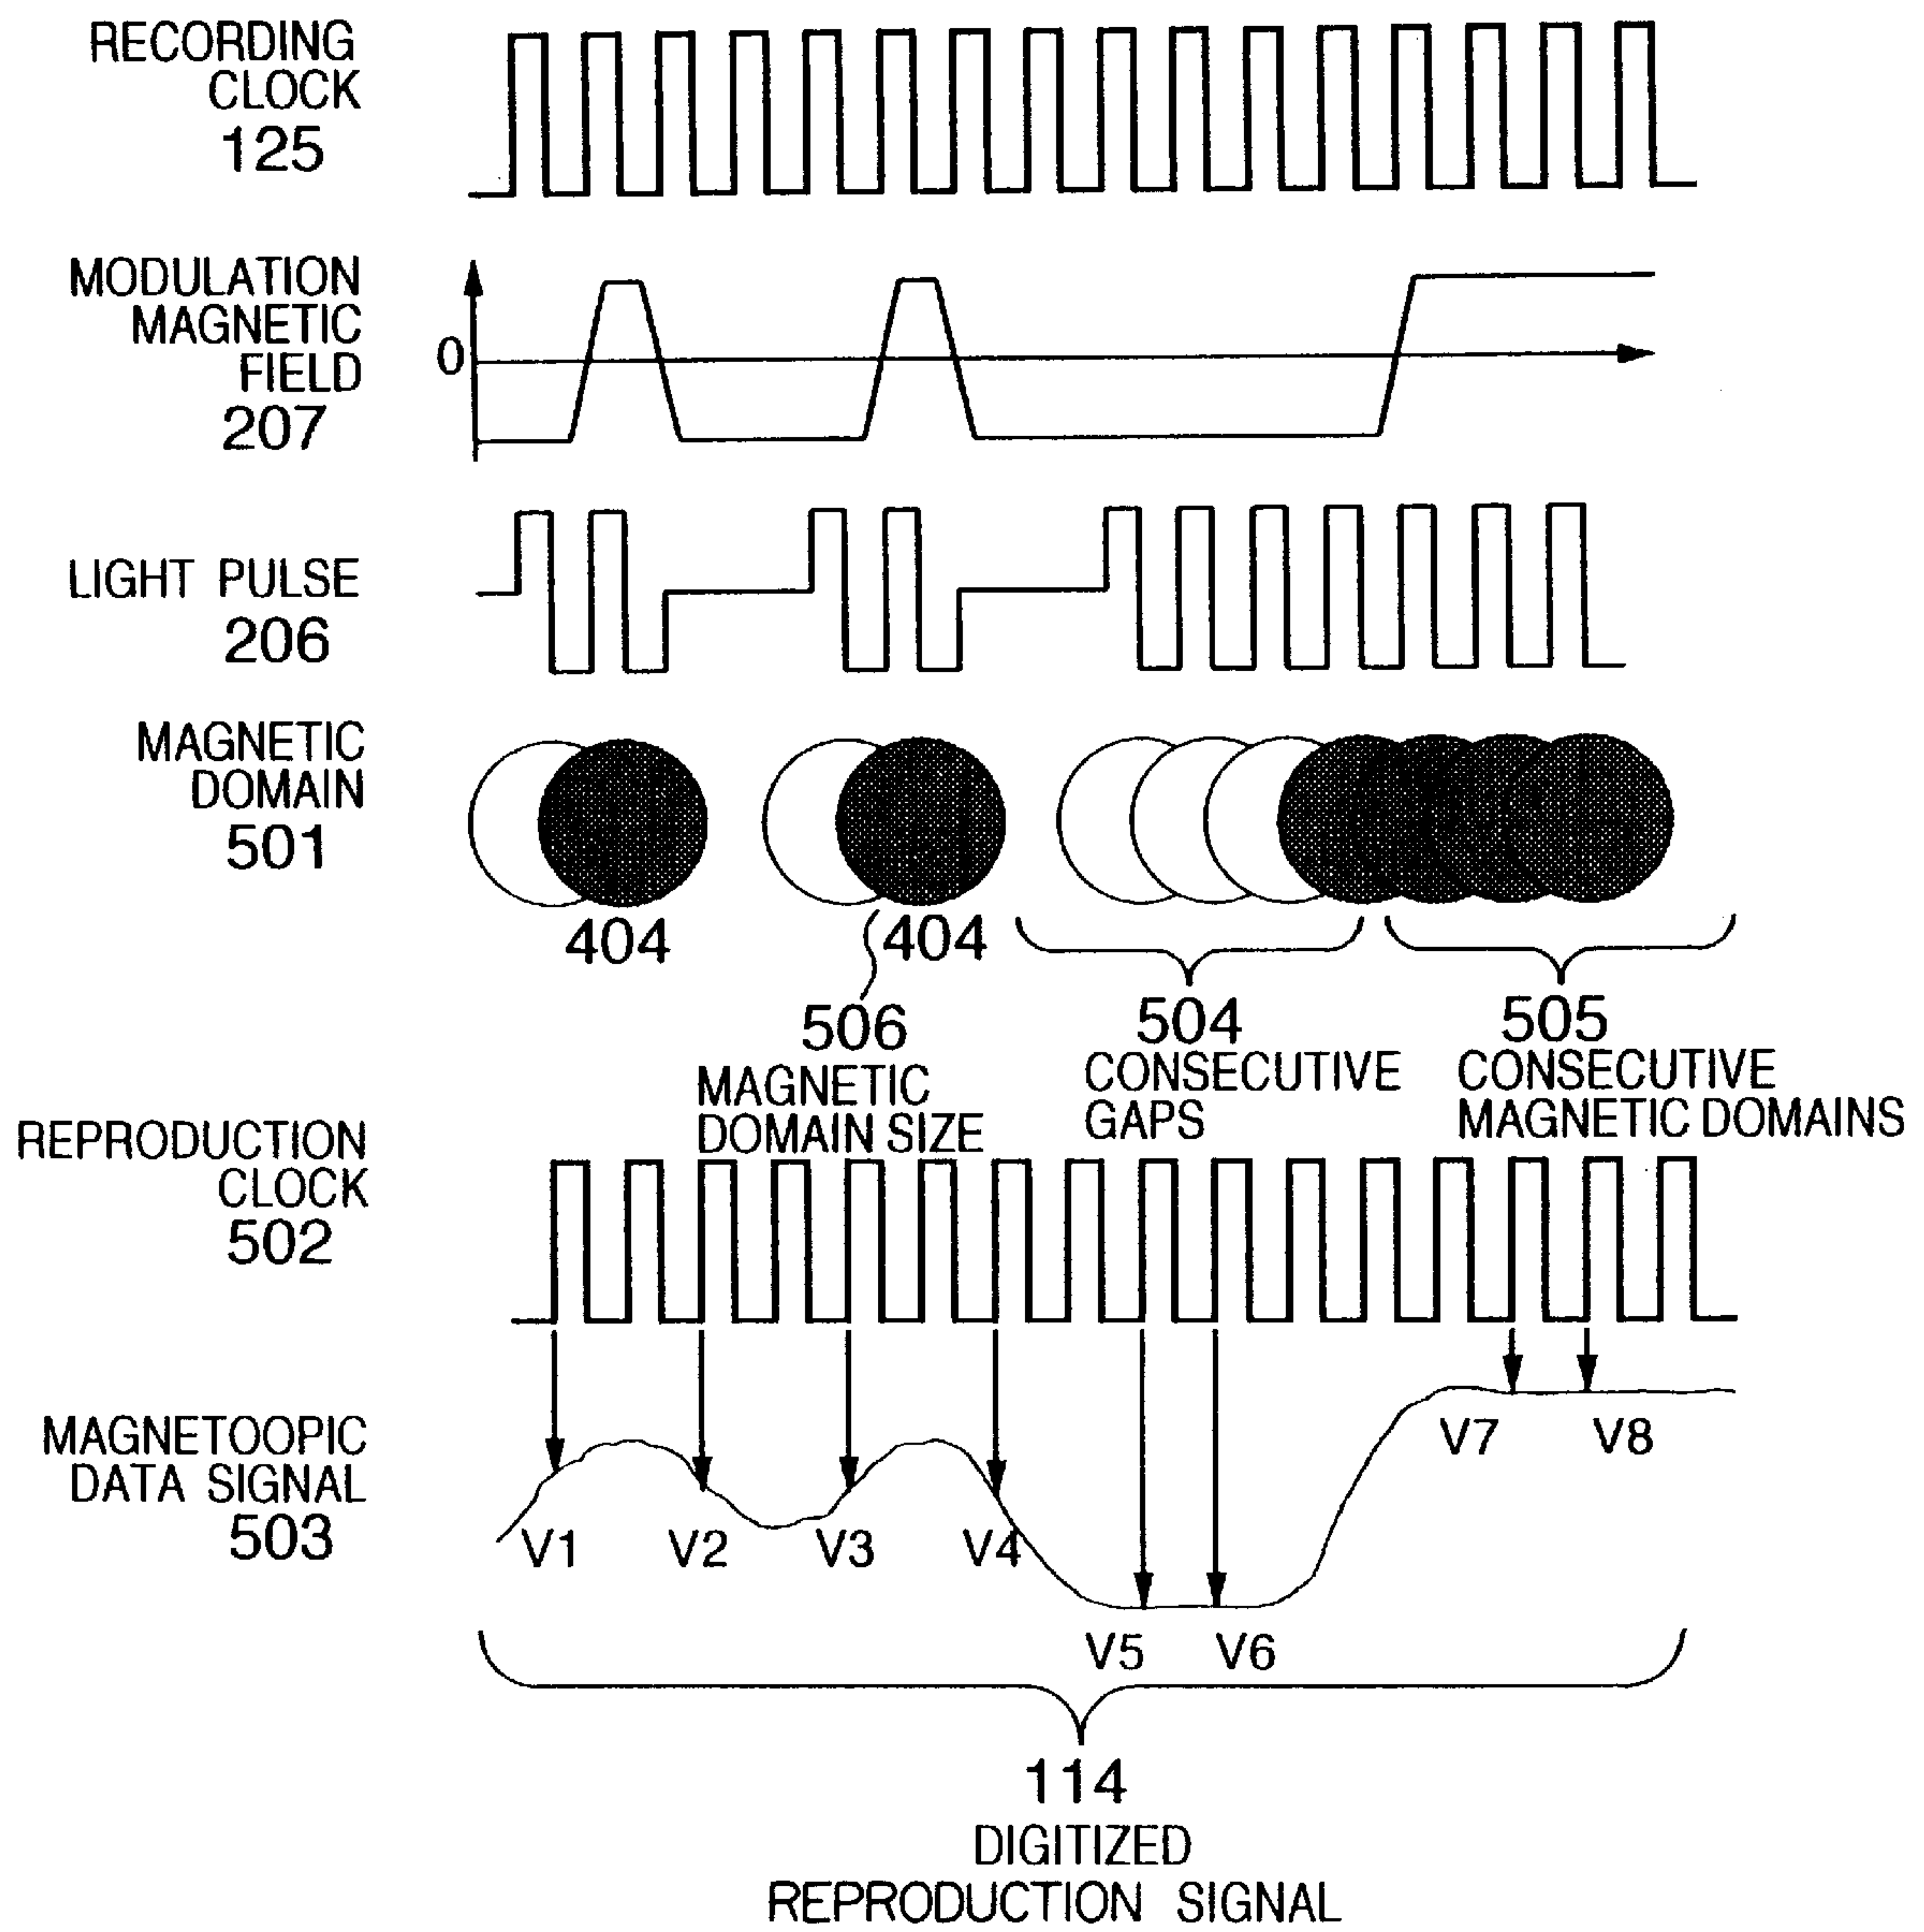 RECORDING
CLOCK
125
MODULATION
MAGNETIC
FIELD
207
0
LIGHT PULSE
206
MAGNETIC
DOMAIN
501
404
404
506
MAGNETIC
DOMAIN SIZE
504
CONSECUTIVE
GAPS
505
CONSECUTIVE
MAGNETIC DOMAINS
REPRODUCTION
CLOCK
502
MAGNETOOPIC
DATA SIGNAL
503
V1
V2
V3
V4
V5
V6
V7
V8
114
DIGITIZED
REPRODUCTION SIGNAL